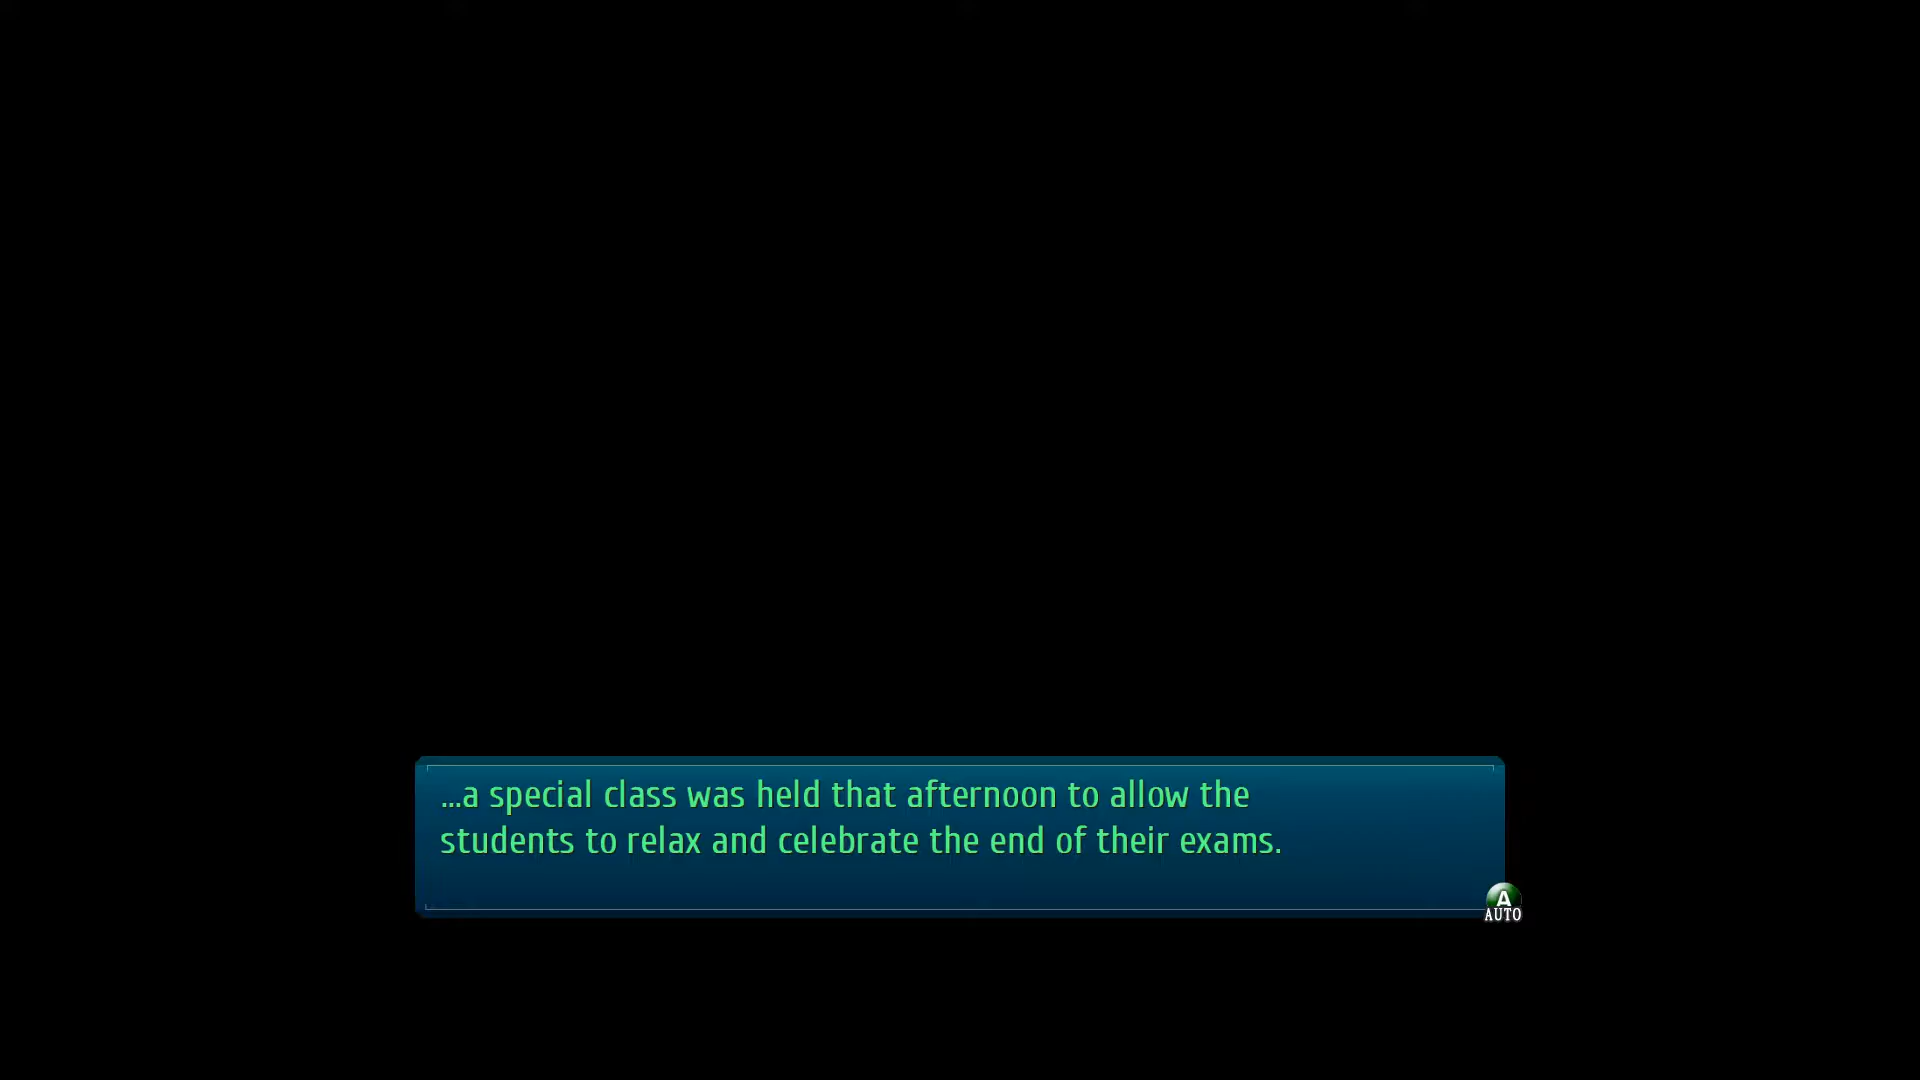 ...a special class was held that afternoon to allow the
students to relax and celebrate the end of their exams.
A
AUTO